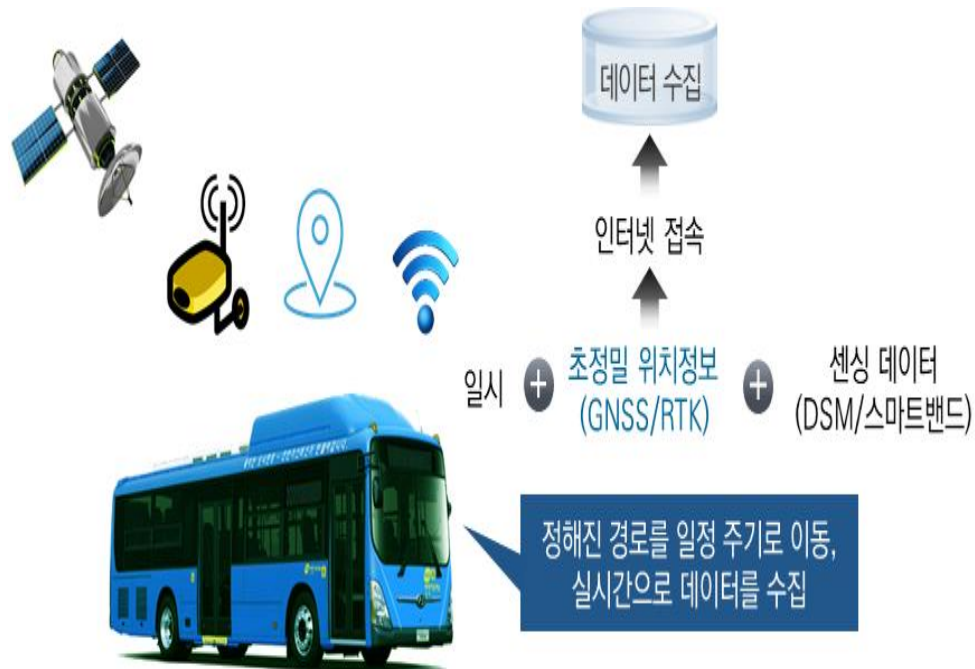 데이터 수집
인터넷 접속
일시 + 초정밀 위치정보 + 센싱 데이터
(GNSS/RTK) (DSM/스마트밴드)
정해진 경로를 일정 주기로 이동,
실시간으로 데이터를 수집